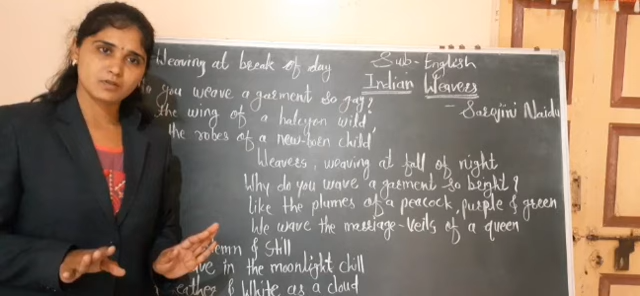 Sub-English
Indian Weavers
- Sarojini Naidu
Weaving at break of day
you weave a garment so gay?
the wing of a halcyon wild
the robes of a new-born child
Weavers, weaving at fall of night
Why do you wave a garment so bright?
like the plumes of a peacock, purple & green
We wave the marriage-veils of a queen
& still
in the moonlight chill
& White as a cloud